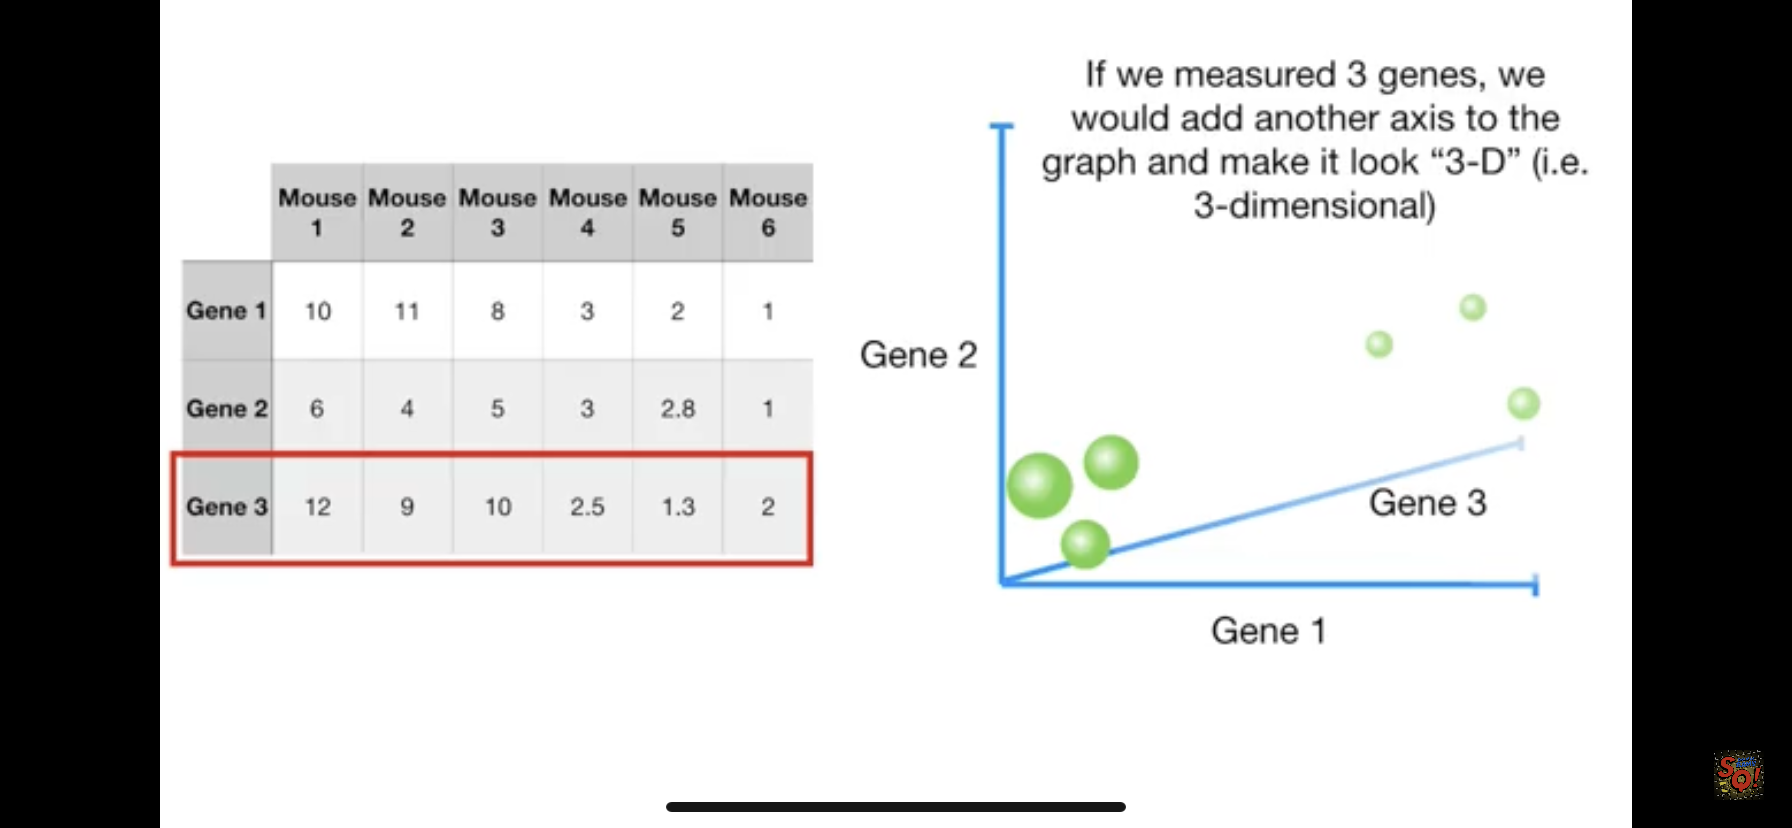 If we measured 3 genes, we
would add another axis to the
graph and make it look “3-D” (i.e.
3-dimensional)
Mouse 1 Mouse 2 Mouse 3 Mouse 4 Mouse 5 Mouse 6
Gene 1 10 11 8 3 2 1
Gene 2 6 4 5 3 2.8 1
Gene 3 12 9 10 2.5 1.3 2
Gene 2
Gene 3
Gene 1
SQ!